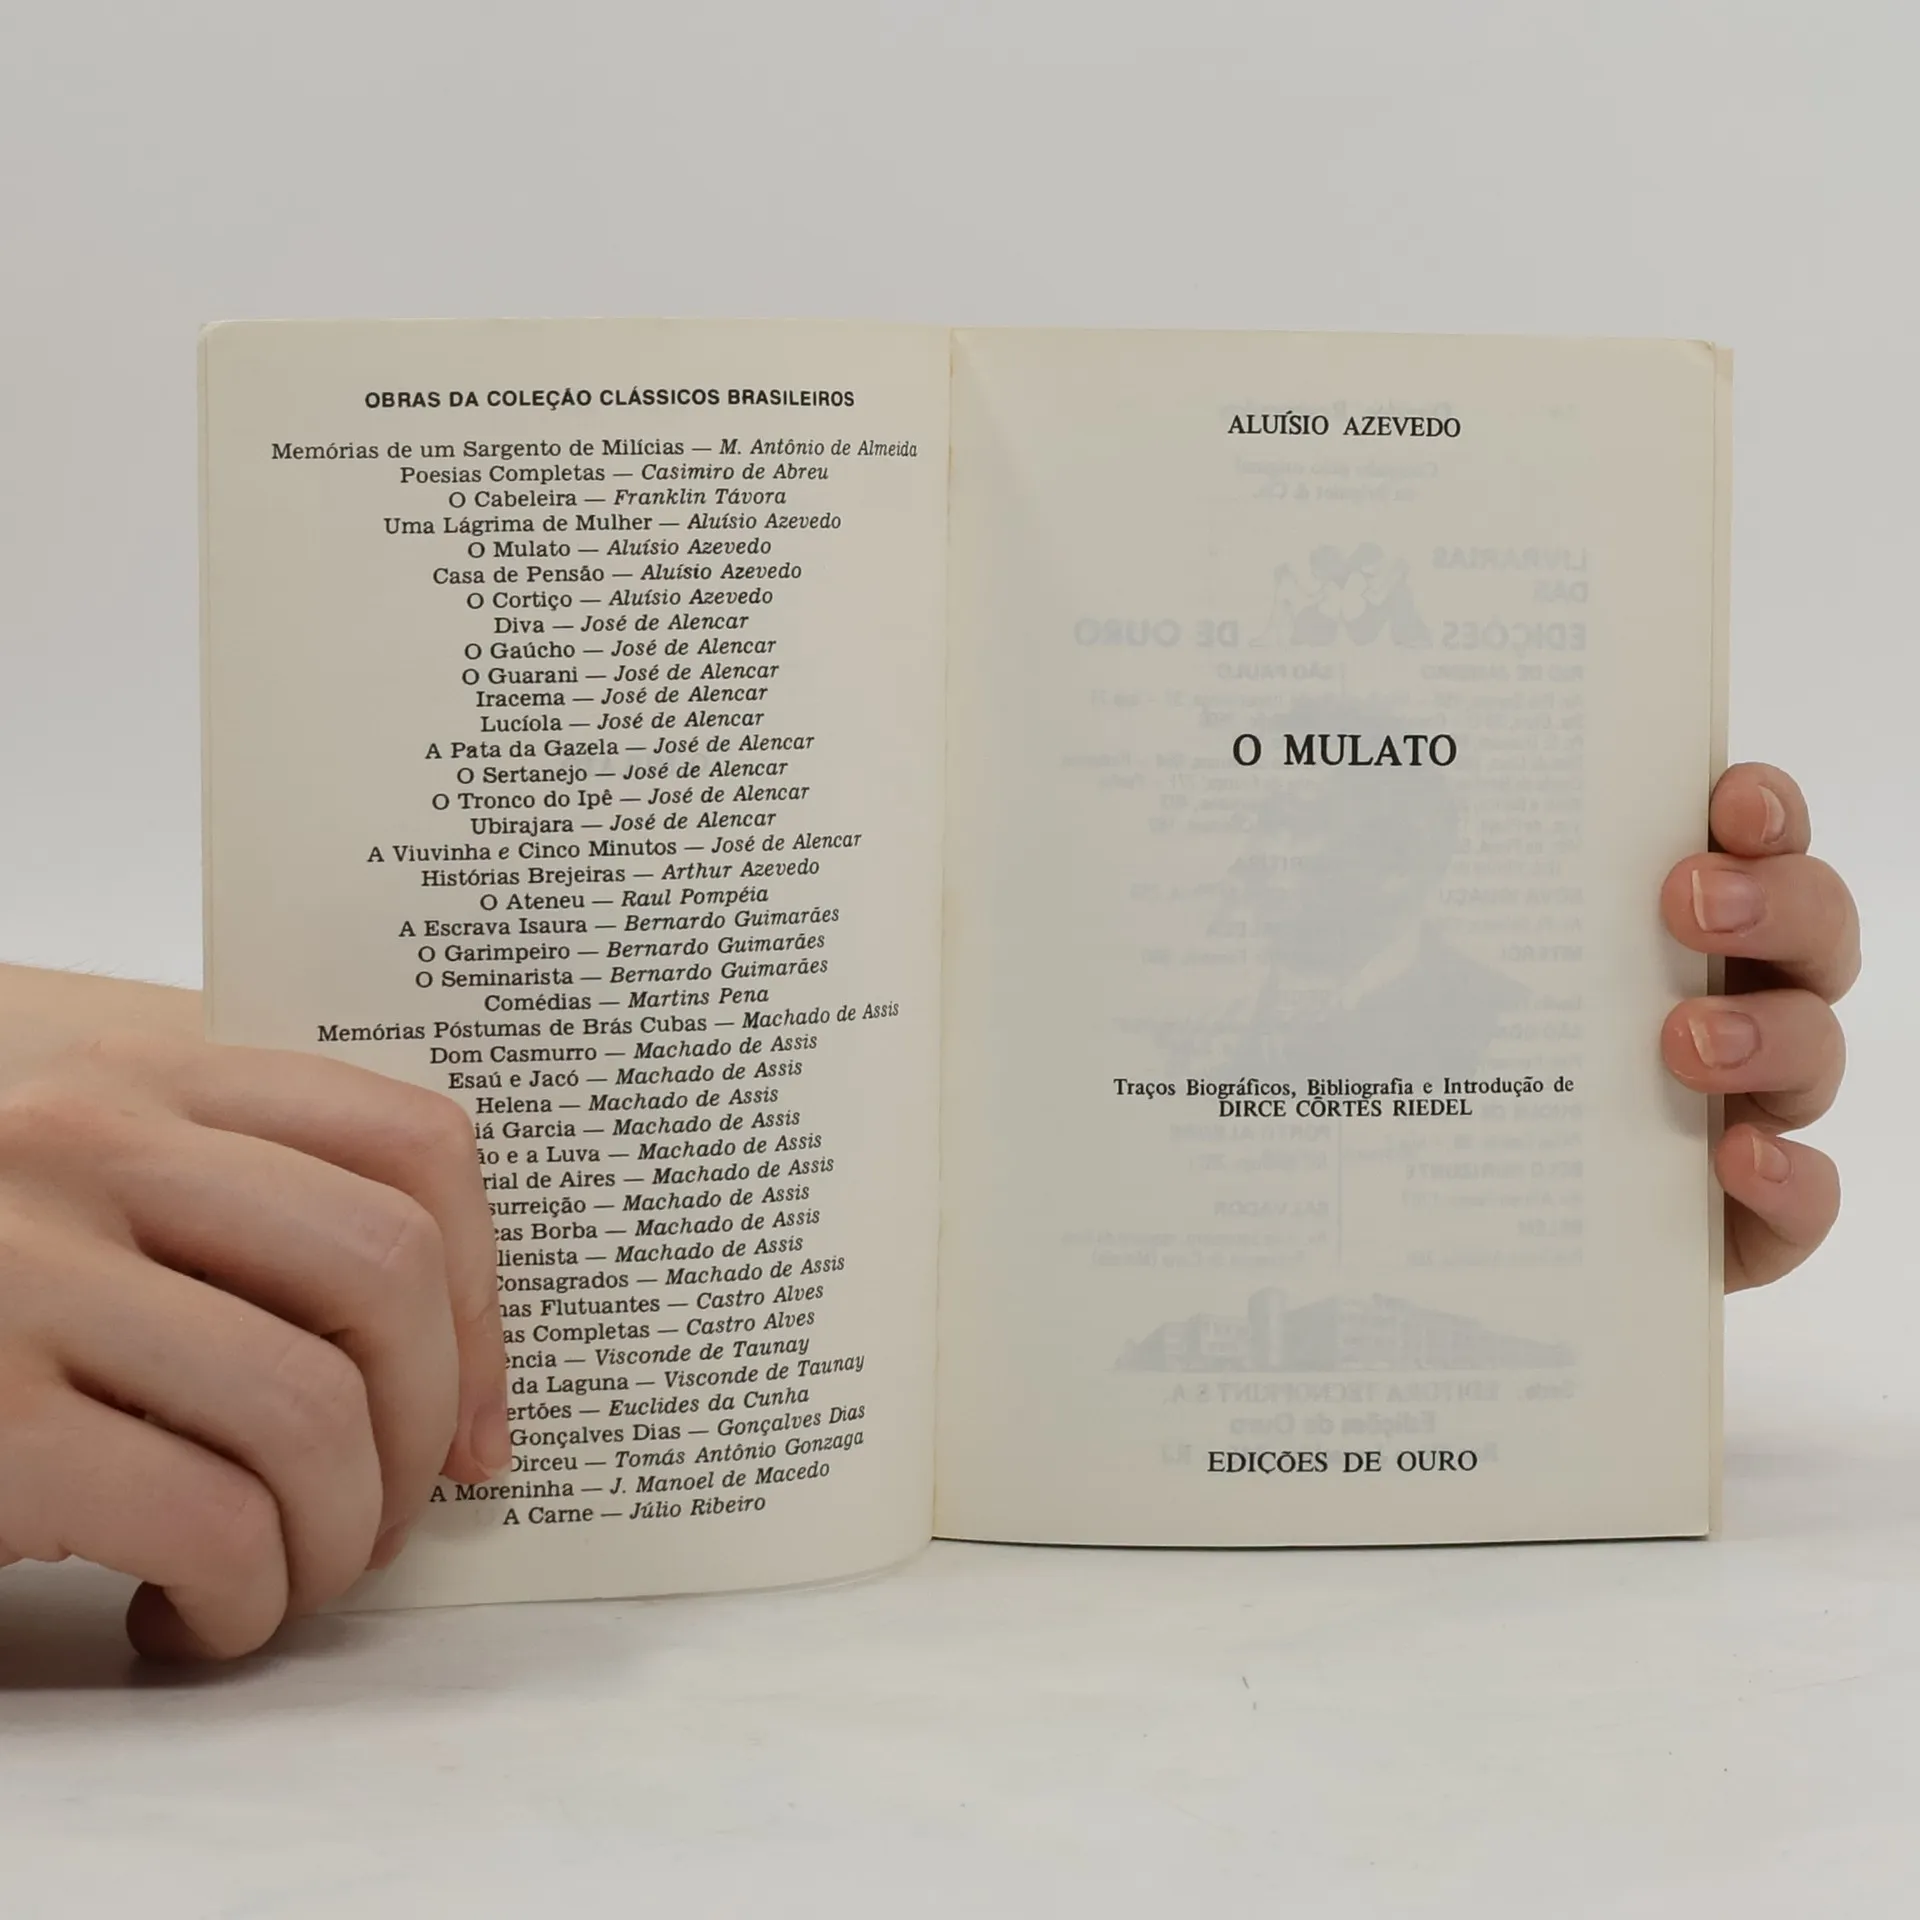 OBRAS DA COLEÇÃO CLÁSSICOS BRASILEIROS
Memórias de um Sargento de Milícias — M. Antônio de Almeida
Poesias Completas — Casimiro de Abreu
O Cabeleira — Franklin Távora
Uma Lágrima de Mulher — Aluísio Azevedo
O Mulato — Aluísio Azevedo
Casa de Pensão — Aluísio Azevedo
O Cortiço — Aluísio Azevedo
Diva — José de Alencar
O Gaúcho — José de Alencar
O Guarani — José de Alencar
Iracema — José de Alencar
Lucíola — José de Alencar
A Pata da Gazela — José de Alencar
O Sertanejo — José de Alencar
O Tronco do Ipê — José de Alencar
Ubirajara — José de Alencar
A Viuvinha e Cinco Minutos — José de Alencar
Histórias Brejeiras — Arthur Azevedo
O Ateneu — Raul Pompéia
A Escrava Isaura — Bernardo Guimarães
O Garimpeiro — Bernardo Guimarães
O Seminarista — Bernardo Guimarães
Comédias — Martins Pena
Memórias Póstumas de Brás Cubas — Machado de Assis
Dom Casmurro — Machado de Assis
Esaú e Jacó — Machado de Assis
Helena — Machado de Assis
iá Garcia — Machado de Assis
ão e a Luva — Machado de Assis
rial de Aires — Machado de Assis
surreição — Machado de Assis
cas Borba — Machado de Assis
lienista — Machado de Assis
Consagrados — Machado de Assis
nas Flutuantes — Castro Alves
as Completas — Castro Alves
ência — Visconde de Taunay
da Laguna — Visconde de Taunay
ertões — Euclides da Cunha
Gonçalves Dias — Gonçalves Dias
Dirceu — Tomás Antônio Gonzaga
A Moreninha — J. Manoel de Macedo
A Carne — Júlio Ribeiro
ALUÍSIO AZEVEDO
O MULATO
Traços Biográficos, Bibliografia e Introdução de
DIRCE CÔRTES RIEDEL
EDIÇÕES DE OURO